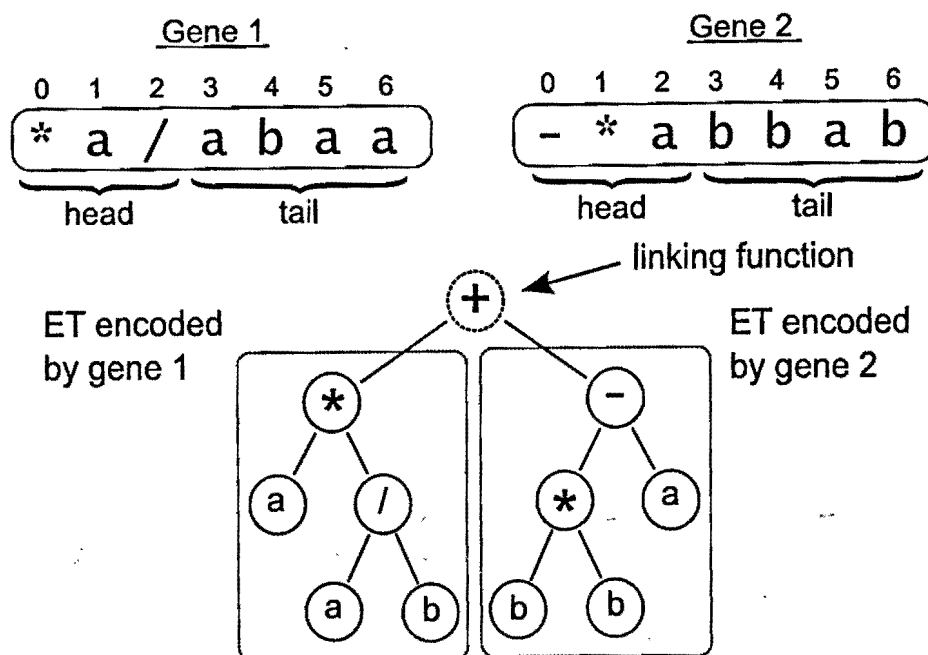 Gene 1
0 1 2 3 4 5 6
* a / a b a a
head tail
Gene 2
0 1 2 3 4 5 6
- * a b b a b
head tail
linking function
+
ET encoded
by gene 1
ET encoded
by gene 2
* -
a / * a
a b b b